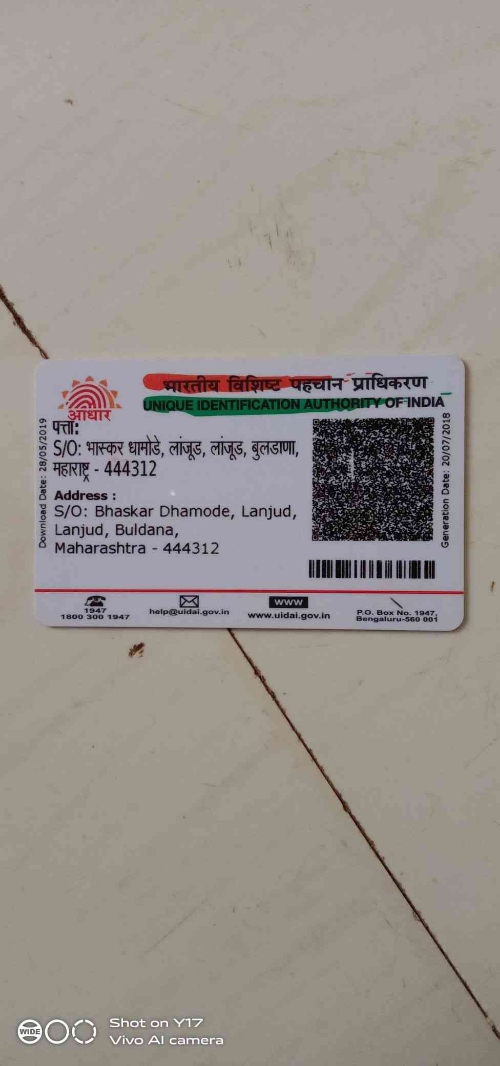 भारतीय विशिष्ट पहचान प्राधिकरण
UNIQUE IDENTIFICATION AUTHORITY OF INDIA
आधार
Download Date: 28/05/2019
पत्ता:
S/O: भास्कर धामोडे, लांजूड, लांजूड, बुलडाणा,
महाराष्ट्र - 444312
Address :
S/O: Bhaskar Dhamode, Lanjud,
Lanjud, Buldana,
Maharashtra - 444312
Generation Date: 20/07/2018
1947
1800 300 1947
help@uidai.gov.in
WWW
www.uidai.gov.in
P.O. Box No. 1947,
Bengaluru-560 001
WIDE
Shot on Y17
Vivo AI camera